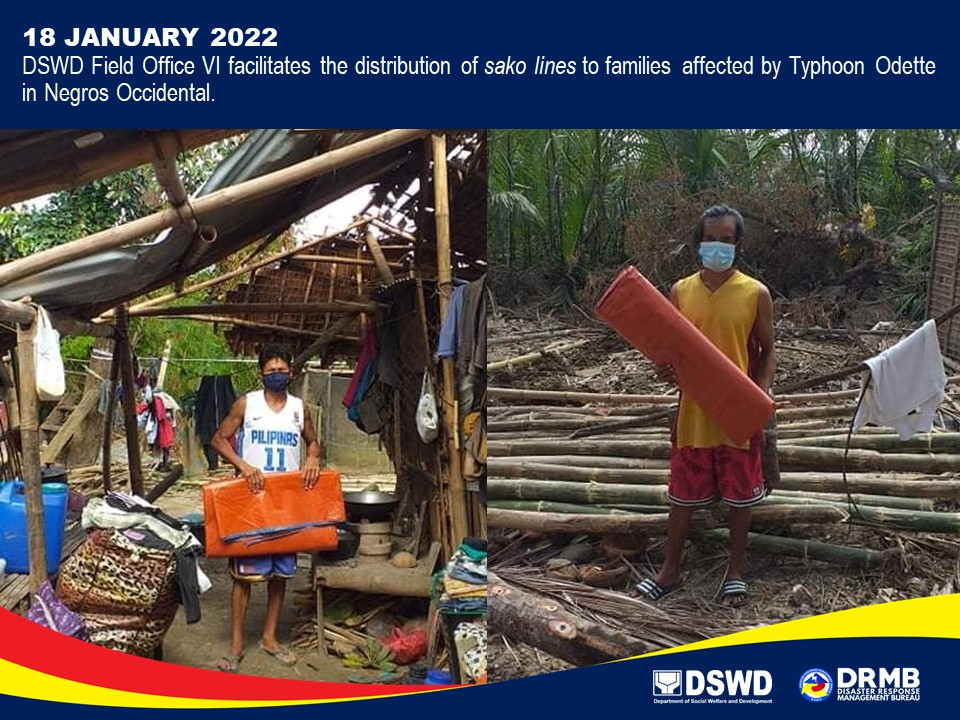 18 JANUARY 2022
DSWD Field Office VI facilitates the distribution of sako lines to families affected by Typhoon Odette
in Negros Occidental.
PILIPINAS
11
DSWD
Department of Social Welfare and Development
DRMB
DISASTER RESPONSE
MANAGEMENT BUREAU